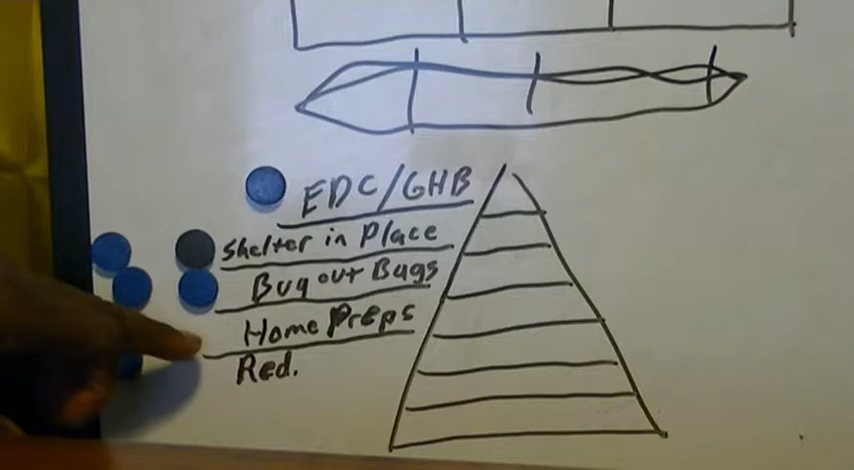 EDC/GHB
Shelter in Place
Bug out Bags
Home Preps
Red.